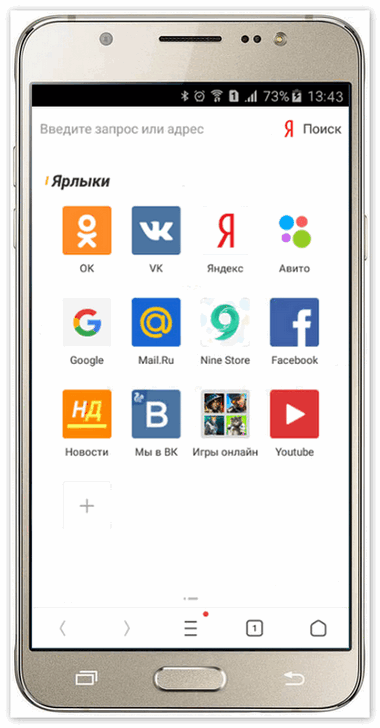 1 73% 13:43
Введите запрос или адрес Я Поиск
Ярлыки
OK VK Яндекс Авито
Google Mail.Ru Nine Store Facebook
Новости Мы в ВК Игры онлайн Youtube
1